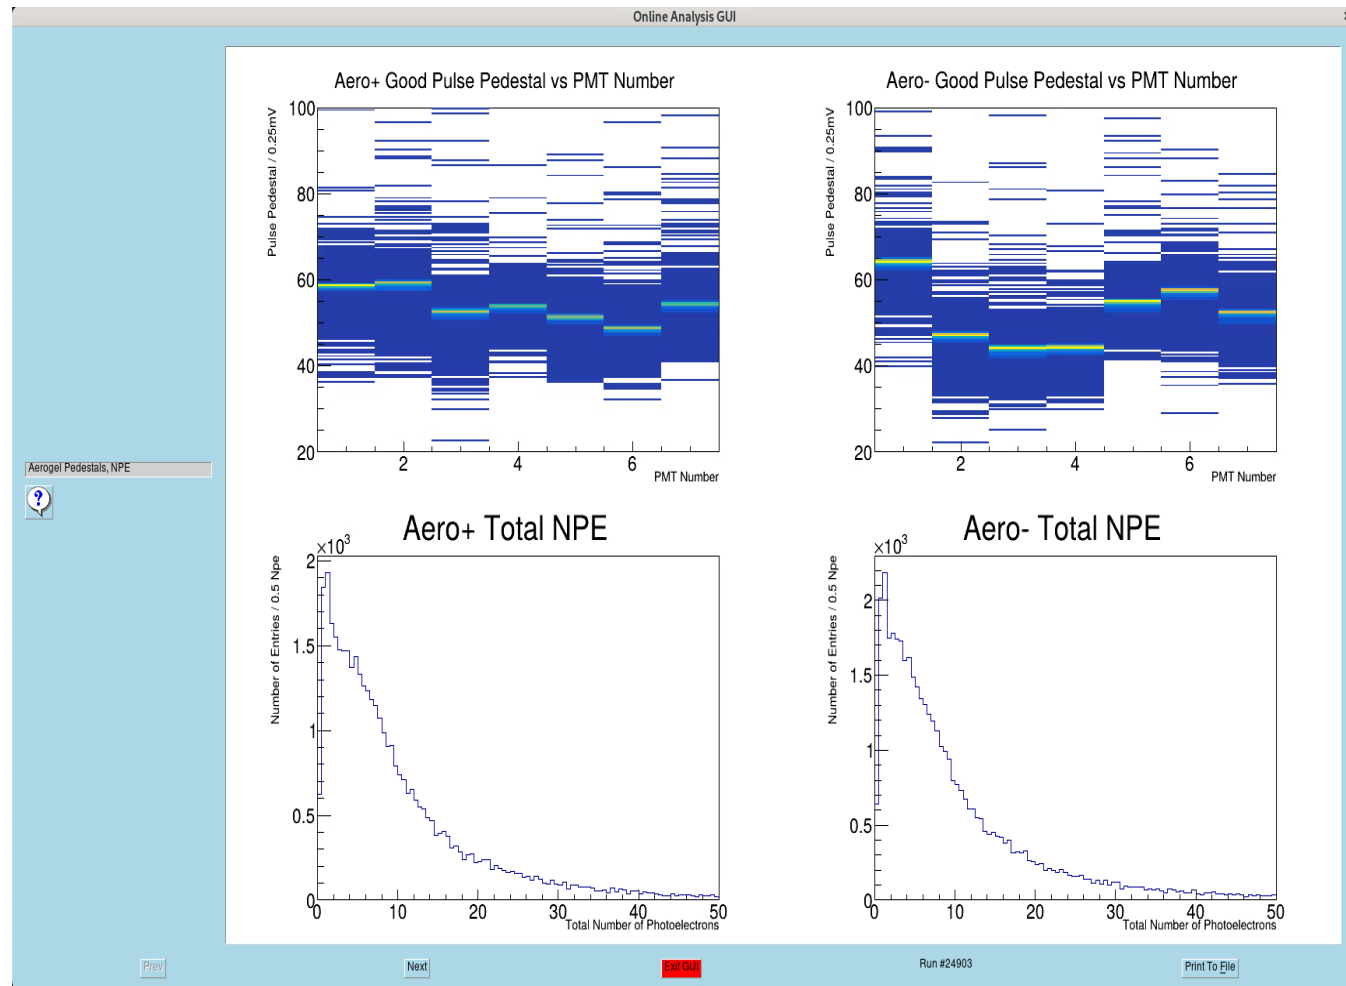 Online Analysis GUI
Aero+ Good Pulse Pedestal vs PMT Number
Pulse Pedestal / 0.25mV
100
80
60
40
20
2
4
6
PMT Number
Aero- Good Pulse Pedestal vs PMT Number
Pulse Pedestal / 0.25mV
100
80
60
40
20
2
4
6
PMT Number
Aerogel Pedestals, NPE
?
Aero+ Total NPE
×10³
Number of Entries / 0.5 Npe
2
1.5
1
0.5
0
0
10
20
30
40
50
Total Number of Photoelectrons
Aero- Total NPE
×10³
Number of Entries / 0.5 Npe
2
1.5
1
0.5
0
0
10
20
30
40
50
Total Number of Photoelectrons
Prev
Next
Exit GUI
Run #24903
Print To File